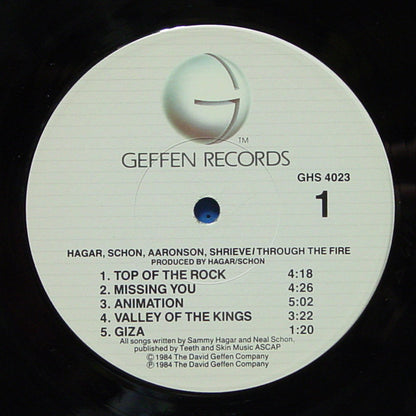 G
™
GEFFEN RECORDS
GHS 4023
1
HAGAR, SCHON, AARONSON, SHRIEVE/THROUGH THE FIRE
PRODUCED BY HAGAR/SCHON
1. TOP OF THE ROCK 4:18
2. MISSING YOU 4:26
3. ANIMATION 5:02
4. VALLEY OF THE KINGS 3:22
5. GIZA 1:20
All songs written by Sammy Hagar and Neal Schon,
published by Teeth and Skin Music ASCAP
© 1984 The David Geffen Company
℗ 1984 The David Geffen Company